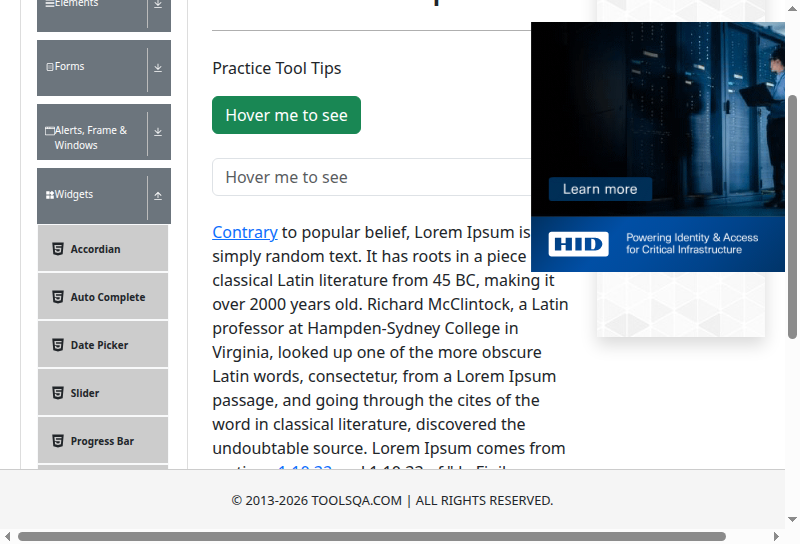 Elements
Forms
Alerts, Frame &
Windows
Widgets
Accordian
Auto Complete
Date Picker
Slider
Progress Bar
Practice Tool Tips
Hover me to see
Hover me to see
Contrary to popular belief, Lorem Ipsum is
simply random text. It has roots in a piece
classical Latin literature from 45 BC, making it
over 2000 years old. Richard McClintock, a Latin
professor at Hampden-Sydney College in
Virginia, looked up one of the more obscure
Latin words, consectetur, from a Lorem Ipsum
passage, and going through the cites of the
word in classical literature, discovered the
undoubtable source. Lorem Ipsum comes from
Learn more
HID
Powering Identity & Access
for Critical Infrastructure
© 2013-2026 TOOLSQA.COM | ALL RIGHTS RESERVED.